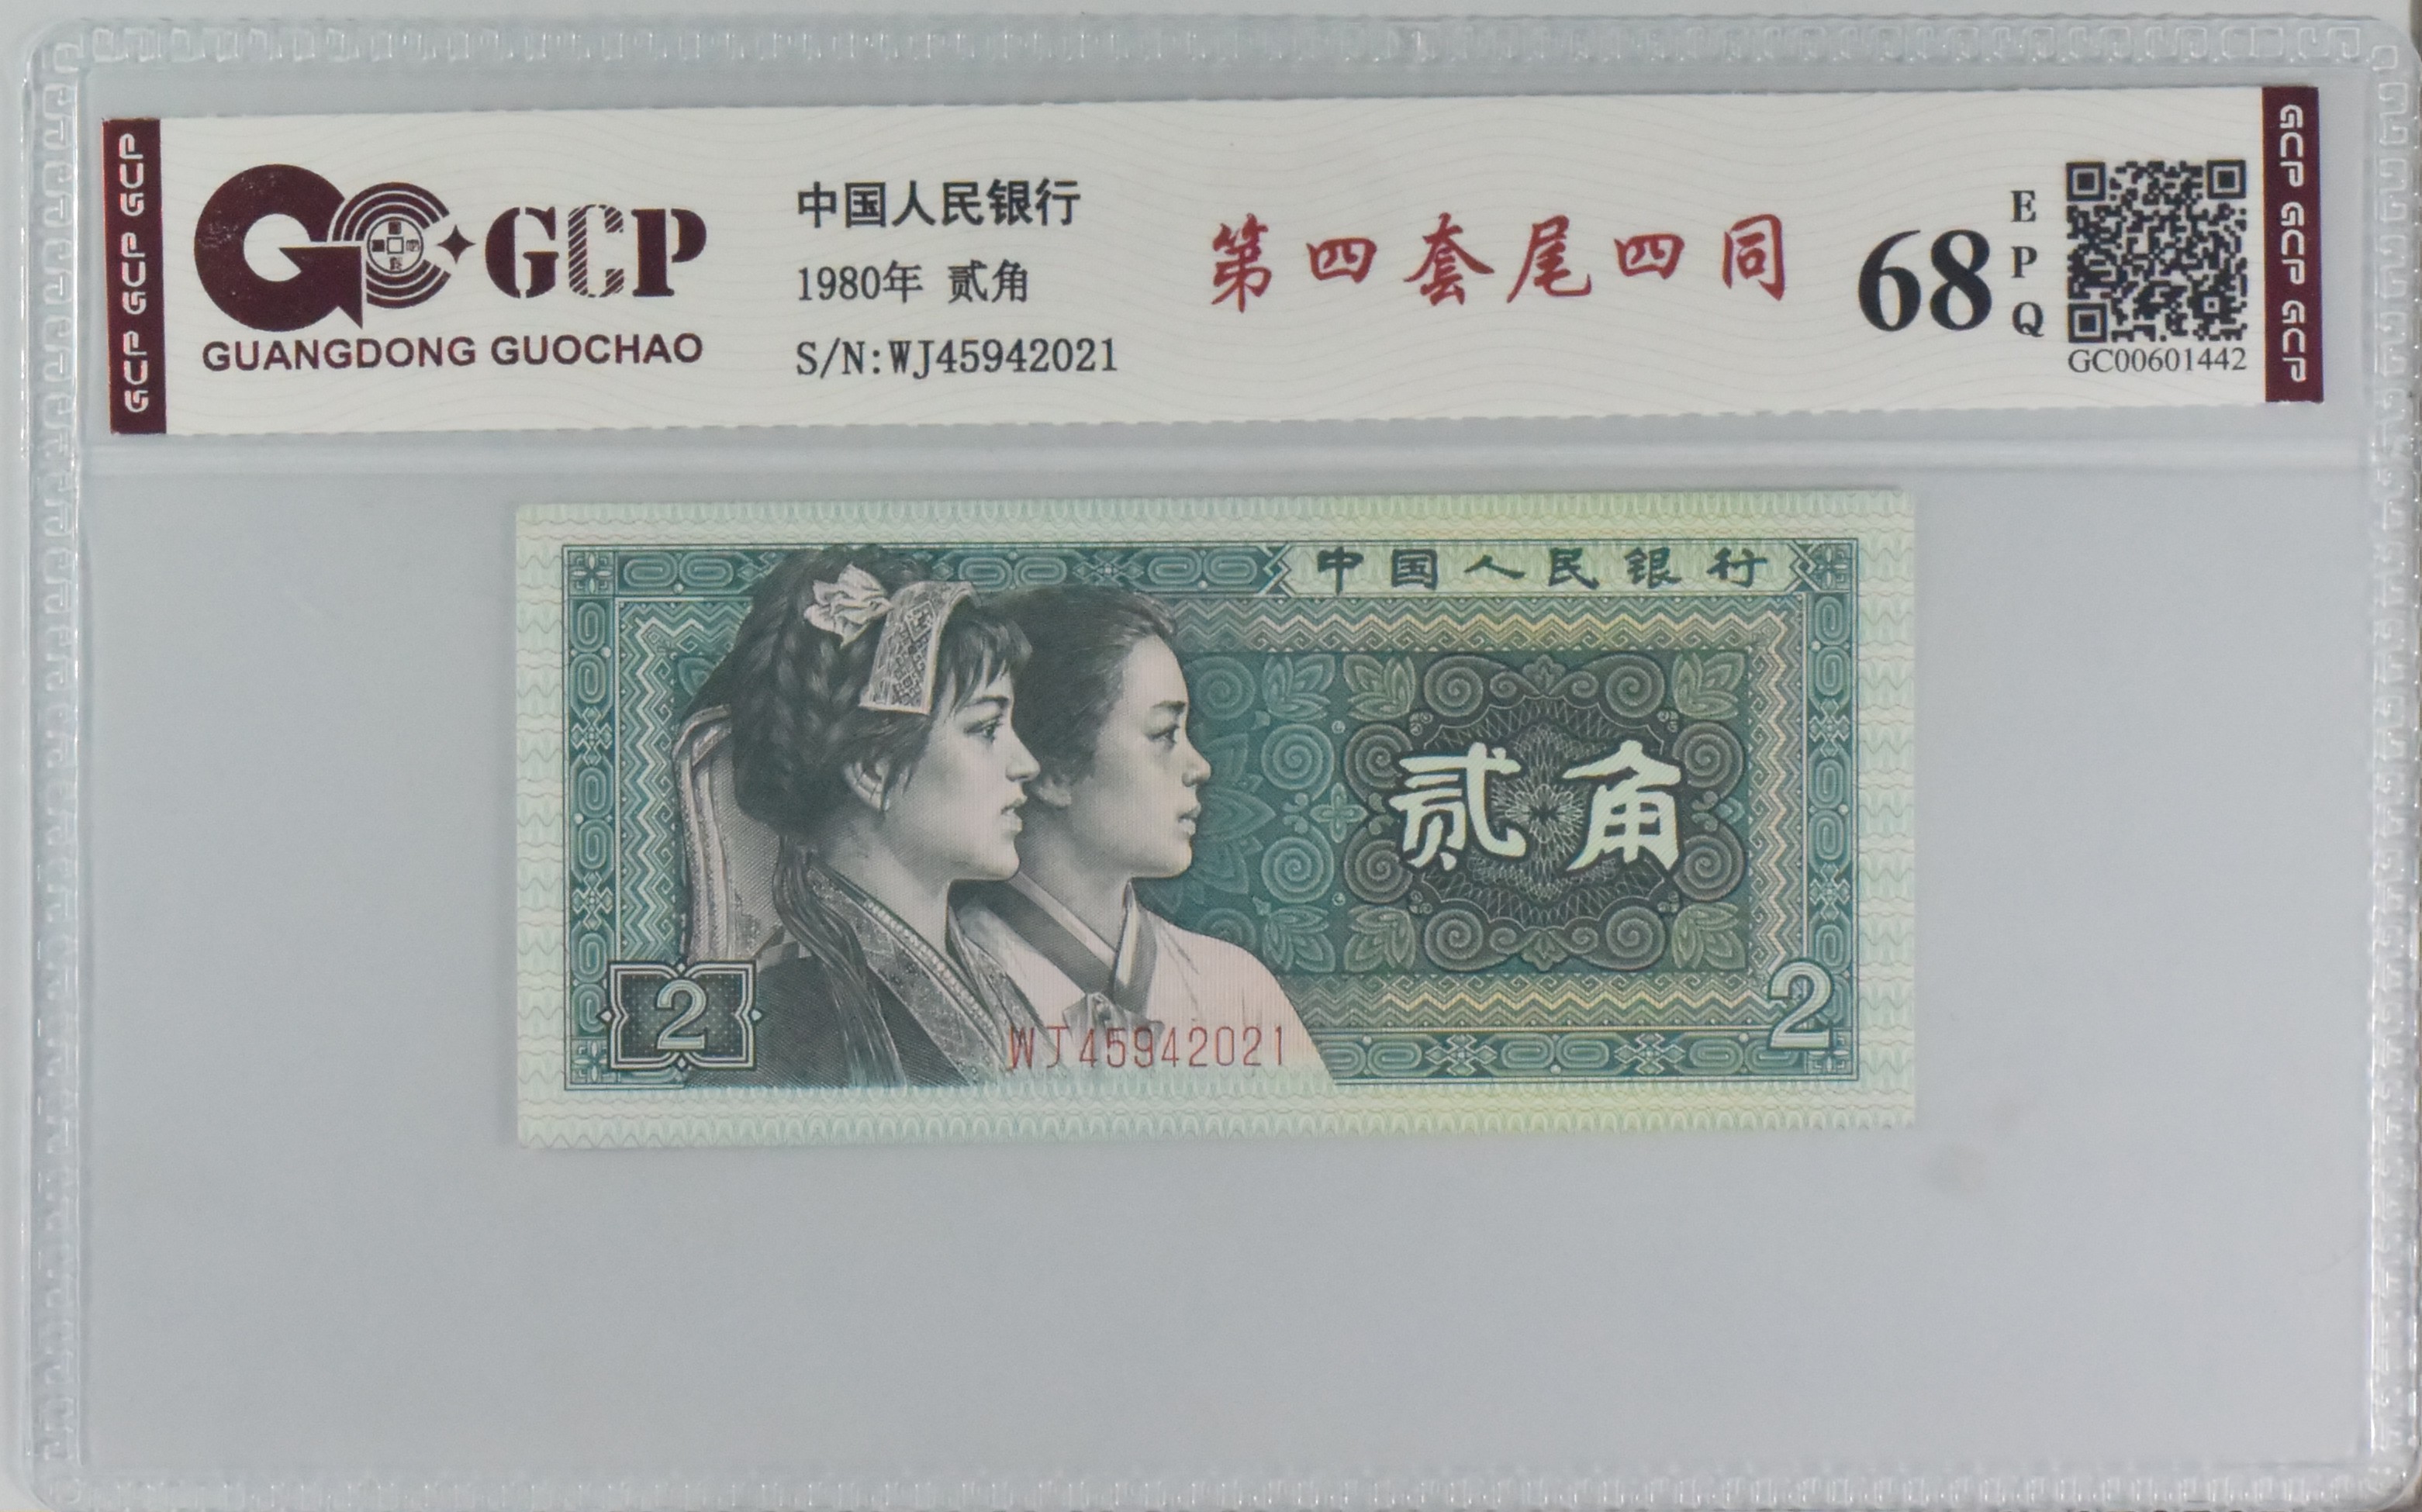 GCP GCP GCP
GCP
GUANGDONG GUOCHAO
中国人民银行
1980年 贰角
S/N:WJ45942021
第四套尾四同
68
EPQ
GC00601442
GCP GCP GCP
中国人民银行
贰角
2
WJ45942021
2